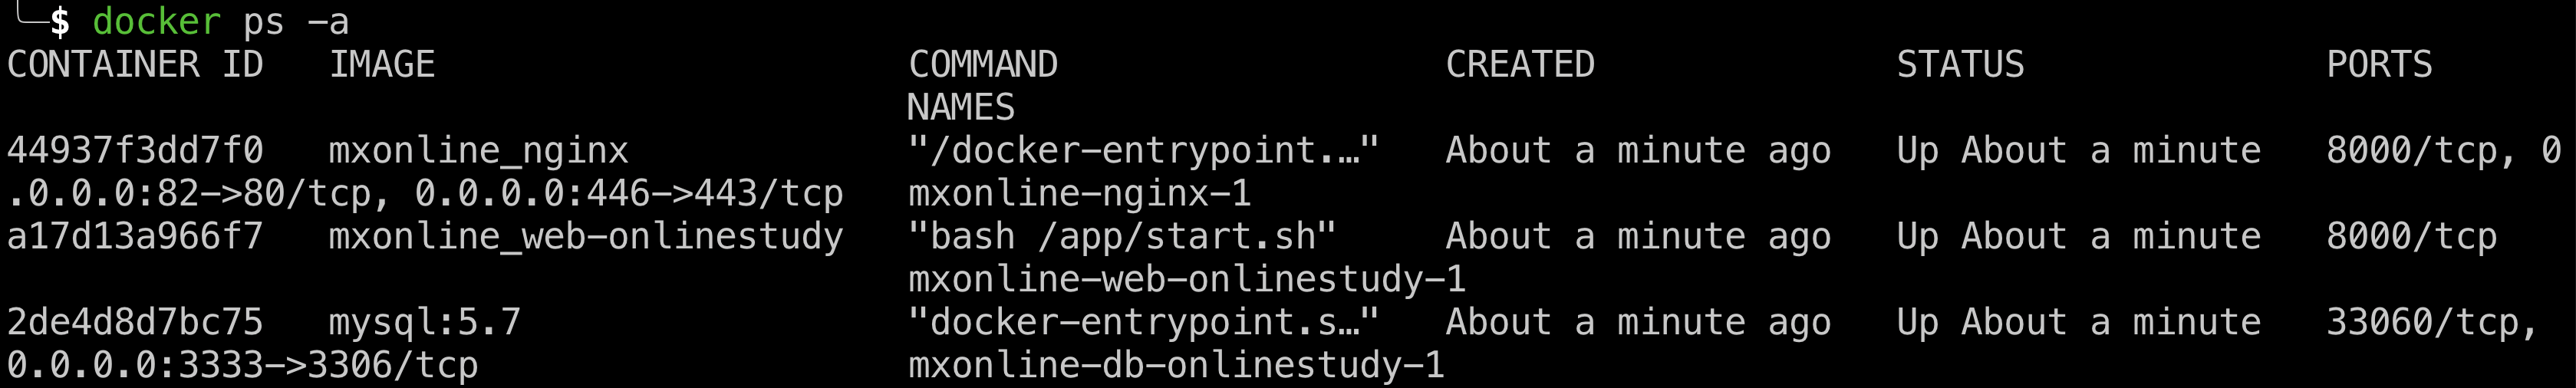 $ docker ps -a
CONTAINER ID   IMAGE                      COMMAND                  CREATED              STATUS              PORTS
                                          NAMES
44937f3dd7f0   mxonline_nginx             "/docker-entrypoint.…"   About a minute ago   Up About a minute   8000/tcp, 0
.0.0.0:82->80/tcp, 0.0.0.0:446->443/tcp   mxonline-nginx-1
a17d13a966f7   mxonline_web-onlinestudy   "bash /app/start.sh"     About a minute ago   Up About a minute   8000/tcp
                                          mxonline-web-onlinestudy-1
2de4d8d7bc75   mysql:5.7                  "docker-entrypoint.s…"   About a minute ago   Up About a minute   33060/tcp,
0.0.0.0:3333->3306/tcp                    mxonline-db-onlinestudy-1